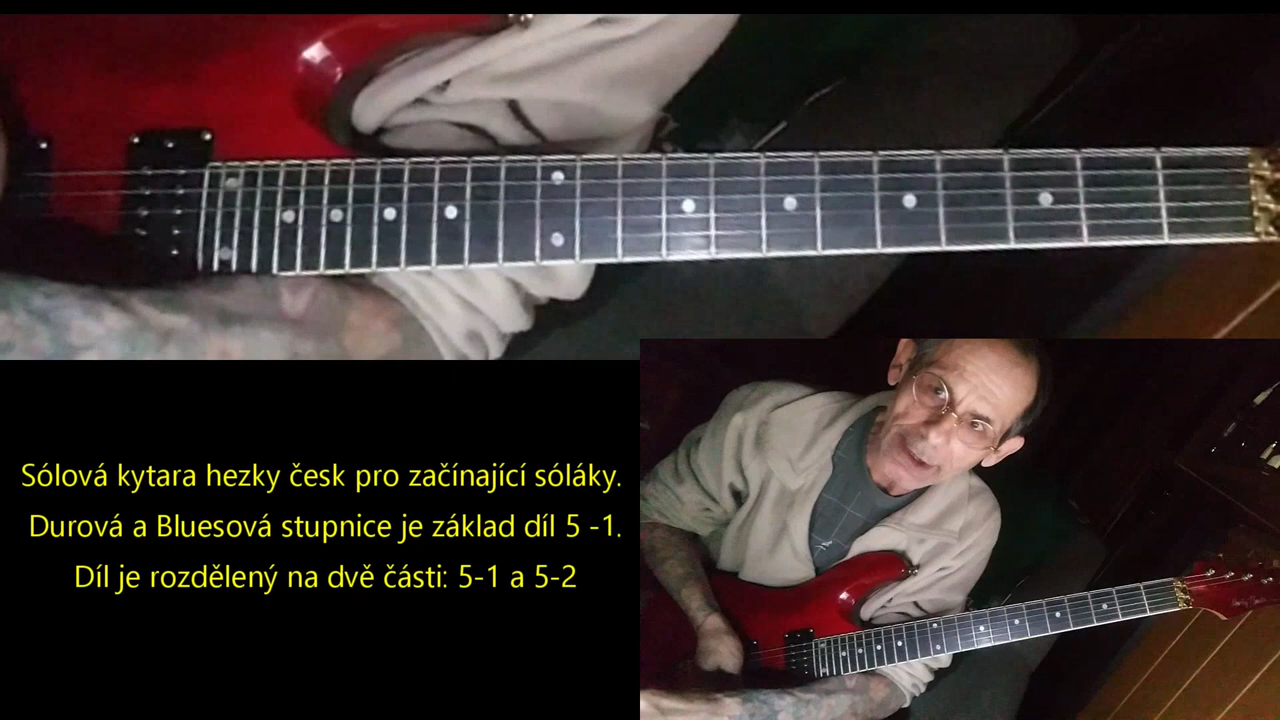 Sólová kytara hezky česk pro začínající sóláky.
Durová a Bluesová stupnice je základ díl 5 -1.
Díl je rozdělený na dvě části: 5-1 a 5-2